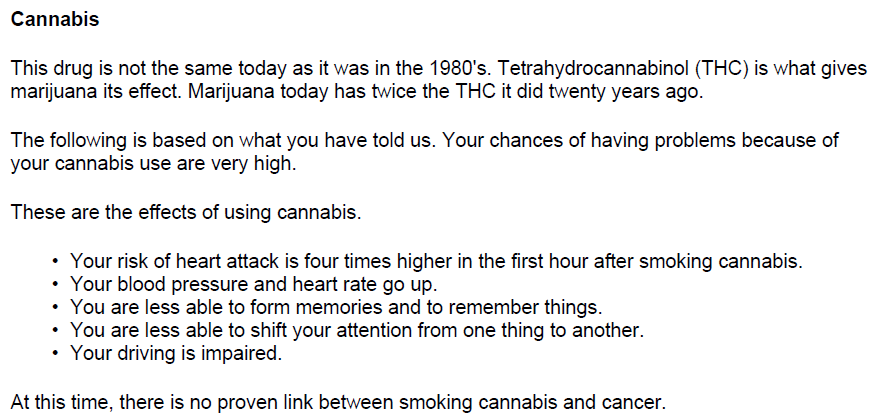 Cannabis
This drug is not the same today as it was in the 1980's. Tetrahydrocannabinol (THC) is what gives
marijuana its effect. Marijuana today has twice the THC it did twenty years ago.
The following is based on what you have told us. Your chances of having problems because of
your cannabis use are very high.
These are the effects of using cannabis.
• Your risk of heart attack is four times higher in the first hour after smoking cannabis.
• Your blood pressure and heart rate go up.
• You are less able to form memories and to remember things.
• You are less able to shift your attention from one thing to another.
• Your driving is impaired.
At this time, there is no proven link between smoking cannabis and cancer.